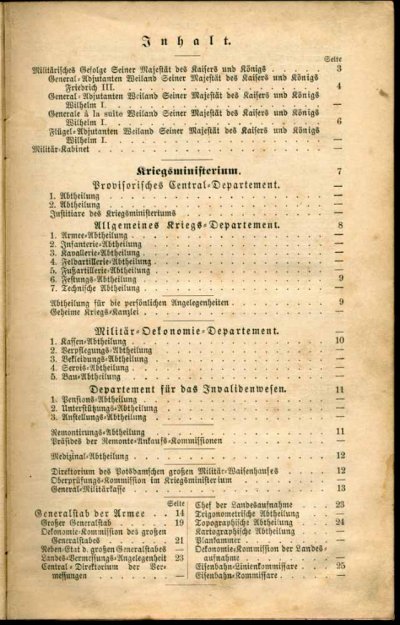 Inhalt.
Seite
Militärisches Gefolge Seiner Majestät des Kaisers und Königs . . 3
General-Adjutanten Weiland Seiner Majestät des Kaisers und Königs
Friedrich III. . . . 4
General-Adjutanten Weiland Seiner Majestät des Kaisers und Königs
Wilhelm I. . . . —
Generale à la suite Weiland Seiner Majestät des Kaisers und Königs
Wilhelm I. . . . 6
Flügel-Adjutanten Weiland Seiner Majestät des Kaisers und Königs
Wilhelm I. . . . —
Militär-Kabinet . . . —
Kriegsministerium. 7
Provisorisches Central-Departement. —
1. Abtheilung . . . —
2. Abtheilung . . . —
Justitiare des Kriegsministeriums . . . —
Allgemeines Kriegs-Departement. 8
1. Armee-Abtheilung . . . —
2. Infanterie-Abtheilung . . . —
3. Kavallerie-Abtheilung . . . —
4. Feldartillerie-Abtheilung . . . —
5. Fußartillerie-Abtheilung . . . —
6. Festungs-Abtheilung . . . 9
7. Technische Abtheilung . . . —
Abtheilung für die persönlichen Angelegenheiten . . . 9
Geheime Kriegs-Kanzlei . . . —
Militär-Oekonomie-Departement. —
1. Kassen-Abtheilung . . . 10
2. Verpflegungs-Abtheilung . . . —
3. Bekleidungs-Abtheilung . . . —
4. Servis-Abtheilung . . . —
5. Bau-Abtheilung . . . —
Departement für das Invalidenwesen. 11
1. Pensions-Abtheilung . . . —
2. Unterstützungs-Abtheilung . . . —
3. Anstellungs-Abtheilung . . . —
Remontirungs-Abtheilung . . . 11
Präsides der Remonte-Ankaufs-Kommissionen . . . —
Medizinal-Abtheilung . . . 12
Direktorium des Potsdamschen großen Militär-Waisenhauses . . . 12
Oberprüfungs-Kommission im Kriegsministerium . . . —
General-Militärkasse . . . 13
Seite
Generalstab der Armee . . 14
Großer Generalstab . . . 19
Oekonomie-Kommission des großen
Generalstabes . . . 21
Neben-Etat d. großen Generalstabes —
Landes-Vermessungs-Angelegenheit 23
Central-Direktorium der Ver-
messungen . . . —
Chef der Landesaufnahme . . . 23
Trigonometrische Abtheilung . . —
Topographische Abtheilung . . 24
Kartographische Abtheilung . . —
Plankammer . . . —
Oekonomie-Kommission der Landes-
aufnahme . . . —
Eisenbahn-Linienkommissare . . 25
Eisenbahn-Kommissare . . . —